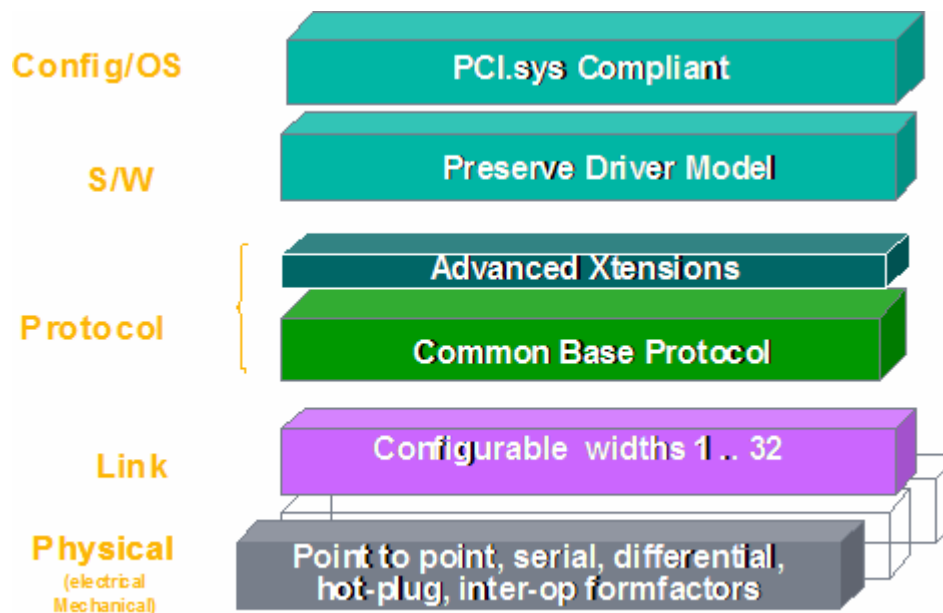 Config/OS
PCI.sys Compliant
S/W
Preserve Driver Model
Protocol
Advanced Xtensions
Common Base Protocol
Link
Configurable widths 1 .. 32
Physical
(electrical
Mechanical)
Point to point, serial, differential,
hot-plug, inter-op formfactors